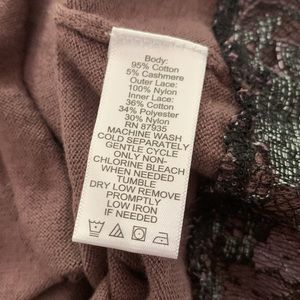 Body:
95% Cotton
5% Cashmere
Outer Lace:
100% Nylon
Inner Lace:
36% Cotton
34% Polyester
30% Nylon
RN 87935
MACHINE WASH
COLD SEPARATELY
GENTLE CYCLE
ONLY NON-
CHLORINE BLEACH
WHEN NEEDED
TUMBLE
DRY LOW REMOVE
PROMPTLY
LOW IRON
IF NEEDED